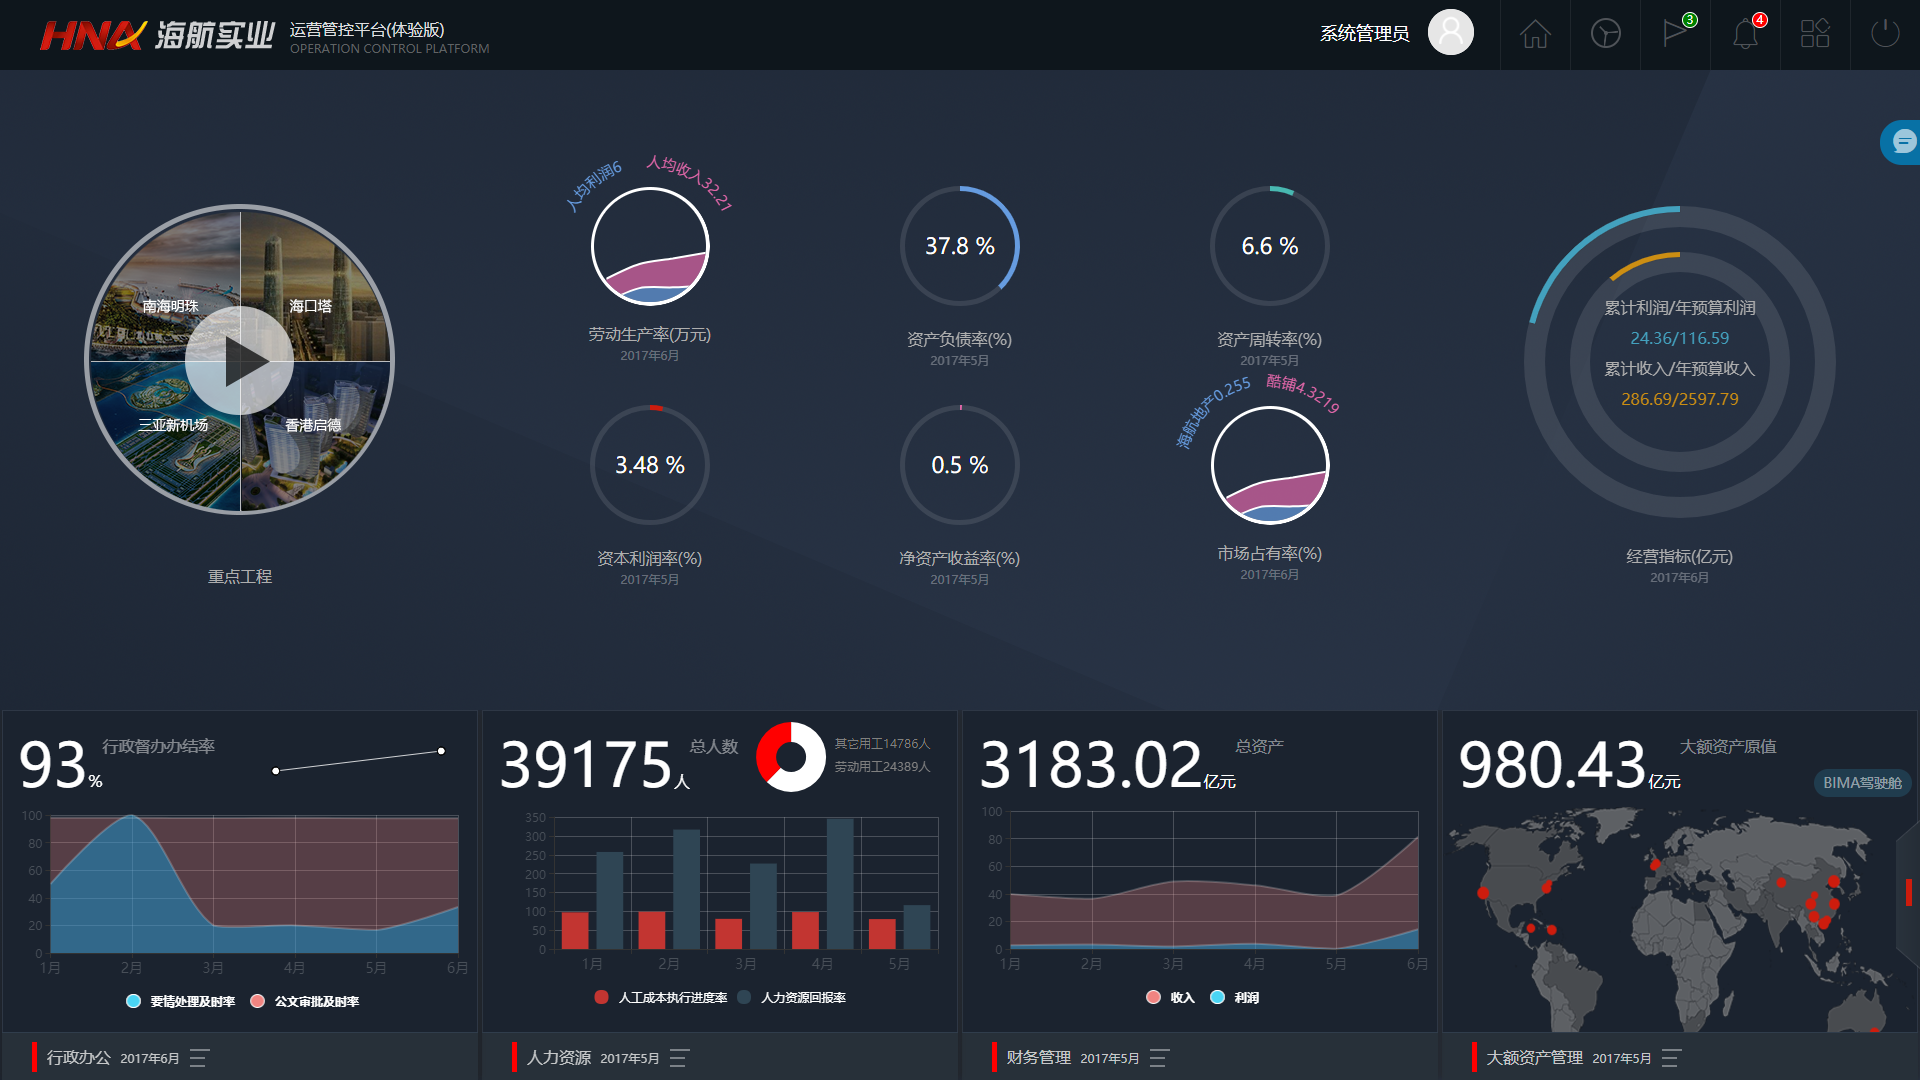 HNA 海航实业
运营管控平台(体验版)
OPERATION CONTROL PLATFORM
系统管理员
3
4
南海明珠
海口塔
三亚新机场
香港启德
重点工程
人均利润6
人均收入32.21
劳动生产率(万元)
2017年6月
37.8 %
资产负债率(%)
2017年5月
6.6 %
资产周转率(%)
2017年5月
3.48 %
资本利润率(%)
2017年5月
0.5 %
净资产收益率(%)
2017年5月
海航地产0.255
酷铺4.3219
市场占有率(%)
2017年6月
累计利润/年预算利润
24.36/116.59
累计收入/年预算收入
286.69/2597.79
经营指标(亿元)
2017年6月
93%
行政督办办结率
100
80
60
40
20
0
1月 2月 3月 4月 5月 6月
要情处理及时率 公文审批及时率
行政办公 2017年6月
39175人
总人数
其它用工14786人
劳动用工24389人
350
300
250
200
150
100
50
0
1月 2月 3月 4月 5月
人工成本执行进度率 人力资源回报率
人力资源 2017年5月
3183.02亿元
总资产
100
80
60
40
20
0
1月 2月 3月 4月 5月 6月
收入 利润
财务管理 2017年5月
980.43亿元
大额资产原值
BIMA驾驶舱
大额资产管理 2017年5月